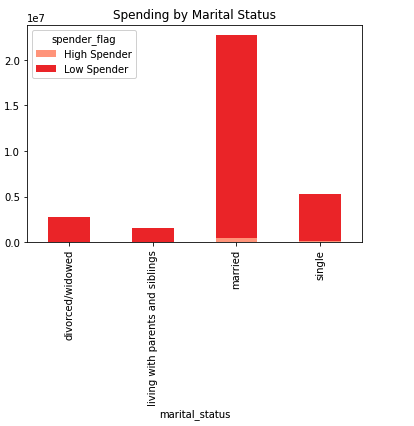 Spending by Marital Status
1e7
spender_flag
High Spender
Low Spender
2.0
1.5
1.0
0.5
0.0
divorced/widowed
living with parents and siblings
married
single
marital_status